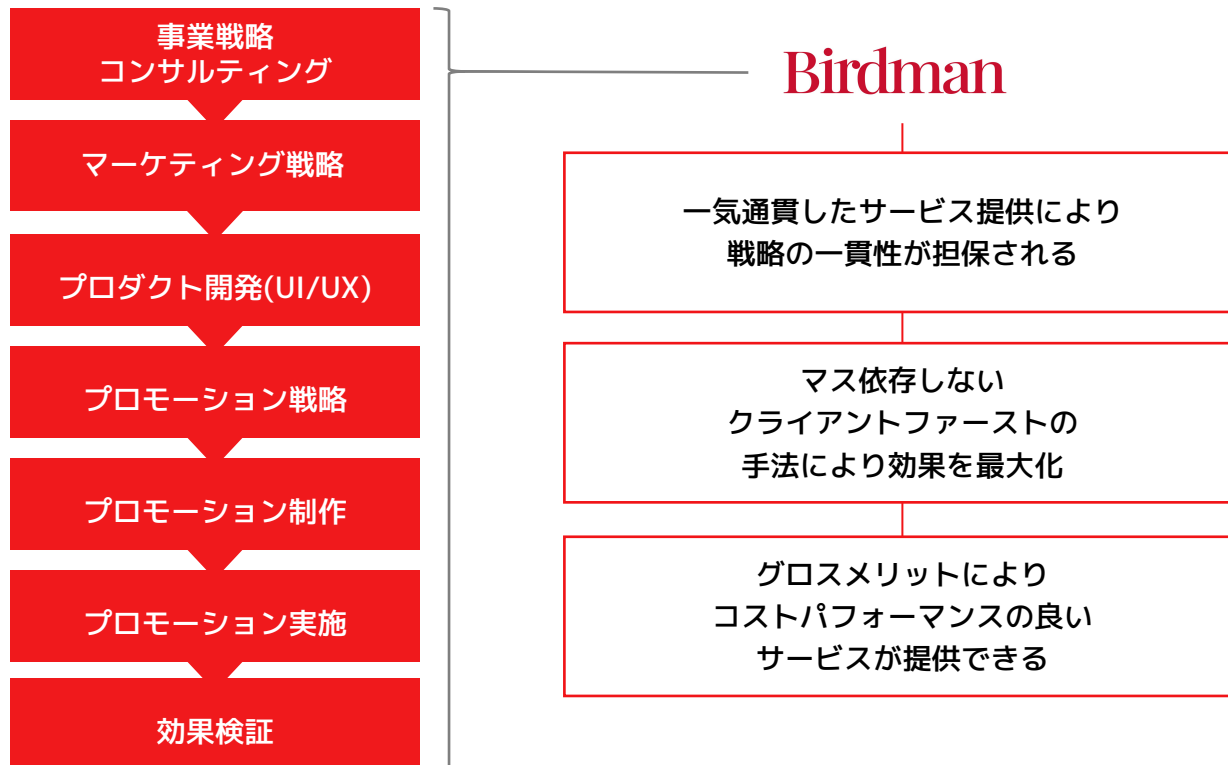 事業戦略
コンサルティング
マーケティング戦略
プロダクト開発(UI/UX)
プロモーション戦略
プロモーション制作
プロモーション実施
効果検証
Birdman
一気通貫したサービス提供により
戦略の一貫性が担保される
マス依存しない
クライアントファーストの
手法により効果を最大化
グロスメリットにより
コストパフォーマンスの良い
サービスが提供できる